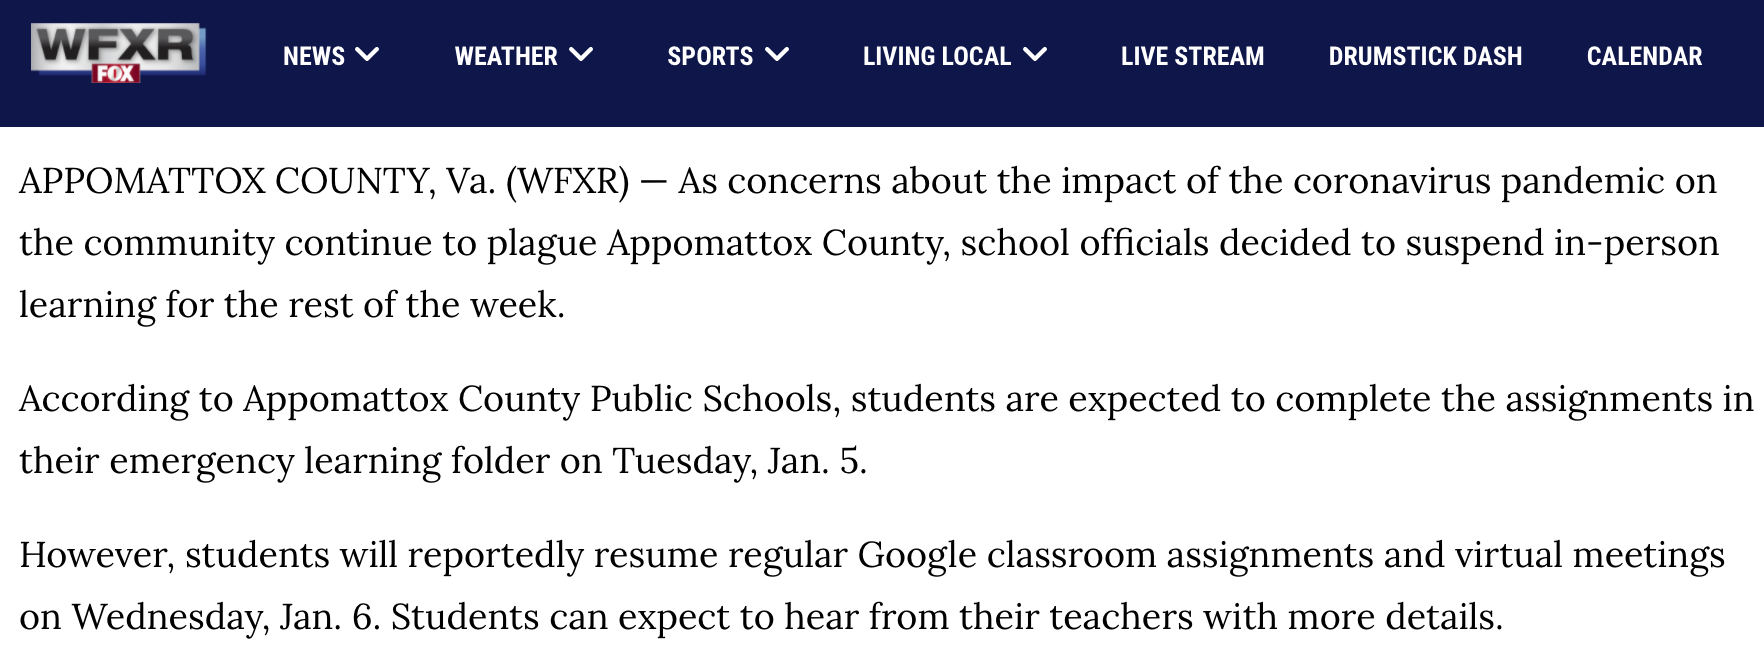 WFXR
FOX
NEWS WEATHER SPORTS LIVING LOCAL LIVE STREAM DRUMSTICK DASH CALENDAR
APPOMATTOX COUNTY, Va. (WFXR) — As concerns about the impact of the coronavirus pandemic on
the community continue to plague Appomattox County, school officials decided to suspend in-person
learning for the rest of the week.
According to Appomattox County Public Schools, students are expected to complete the assignments in
their emergency learning folder on Tuesday, Jan. 5.
However, students will reportedly resume regular Google classroom assignments and virtual meetings
on Wednesday, Jan. 6. Students can expect to hear from their teachers with more details.